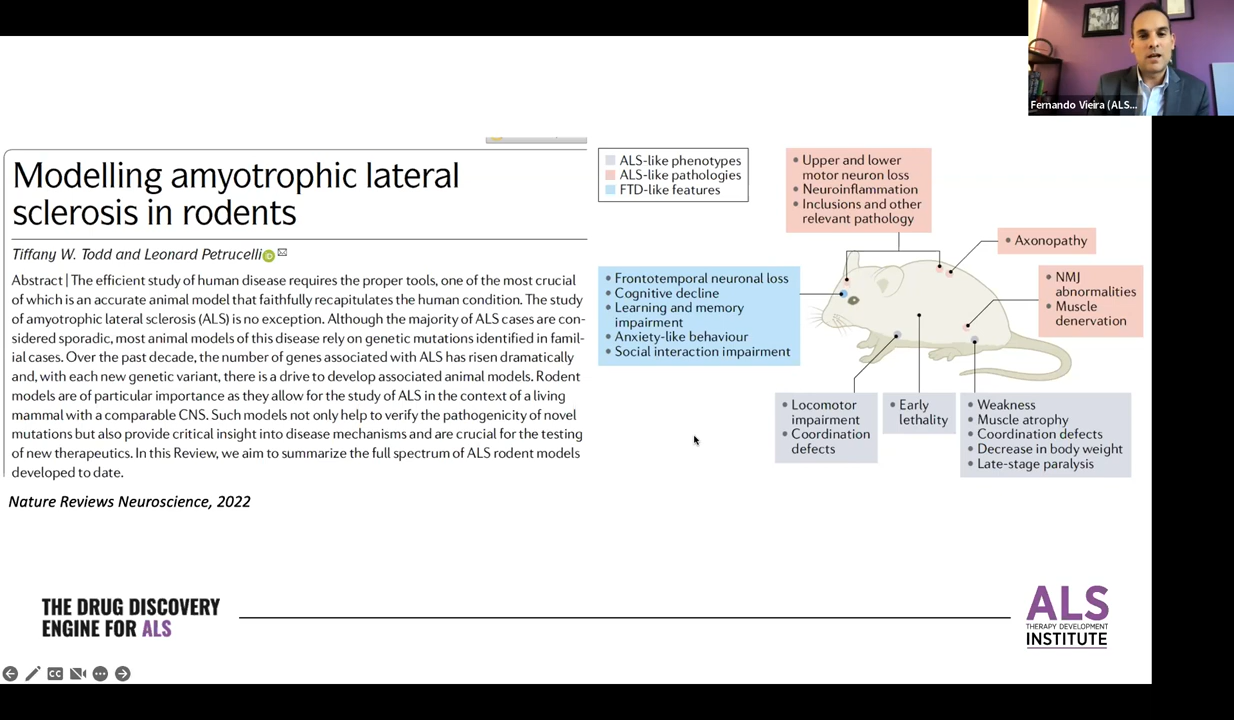 Fernando Vieira (ALS...
Modelling amyotrophic lateral
sclerosis in rodents
Tiffany W. Todd and Leonard Petrucelli
Abstract | The efficient study of human disease requires the proper tools, one of the most crucial
of which is an accurate animal model that faithfully recapitulates the human condition. The study
of amyotrophic lateral sclerosis (ALS) is no exception. Although the majority of ALS cases are con-
sidered sporadic, most animal models of this disease rely on genetic mutations identified in famil-
ial cases. Over the past decade, the number of genes associated with ALS has risen dramatically
and, with each new genetic variant, there is a drive to develop associated animal models. Rodent
models are of particular importance as they allow for the study of ALS in the context of a living
mammal with a comparable CNS. Such models not only help to verify the pathogenicity of novel
mutations but also provide critical insight into disease mechanisms and are crucial for the testing
of new therapeutics. In this Review, we aim to summarize the full spectrum of ALS rodent models
developed to date.
Nature Reviews Neuroscience, 2022
ALS-like phenotypes
ALS-like pathologies
FTD-like features
• Upper and lower
motor neuron loss
• Neuroinflammation
• Inclusions and other
relevant pathology
• Axonopathy
• NMJ
abnormalities
• Muscle
denervation
• Frontotemporal neuronal loss
• Cognitive decline
• Learning and memory
impairment
• Anxiety-like behaviour
• Social interaction impairment
• Locomotor
impairment
• Coordination
defects
• Early
lethality
• Weakness
• Muscle atrophy
• Coordination defects
• Decrease in body weight
• Late-stage paralysis
THE DRUG DISCOVERY
ENGINE FOR ALS
ALS
THERAPY DEVELOPMENT
INSTITUTE
CC